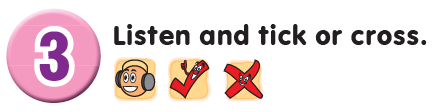 3 Listen and tick or cross.